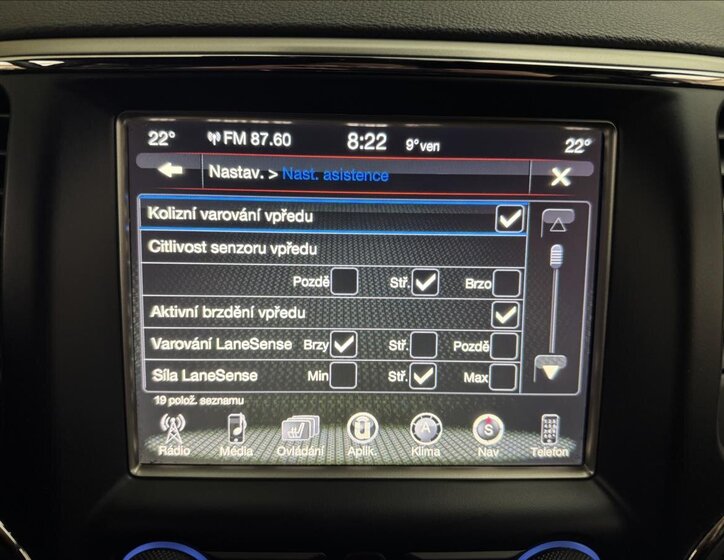 22° FM 87.60 8:22 9° ven 22°
Nastav. > Nast. asistence
Kolizní varování vpředu
Citlivost senzoru vpředu
Pozdě Stř. Brzo
Aktivní brzdění vpředu
Varování LaneSense Brzy Stř. Pozdě
Síla LaneSense Min Stř. Max
19 polož. seznamu
Rádio Média Ovládání Aplik. Klima Nav Telefon
A S